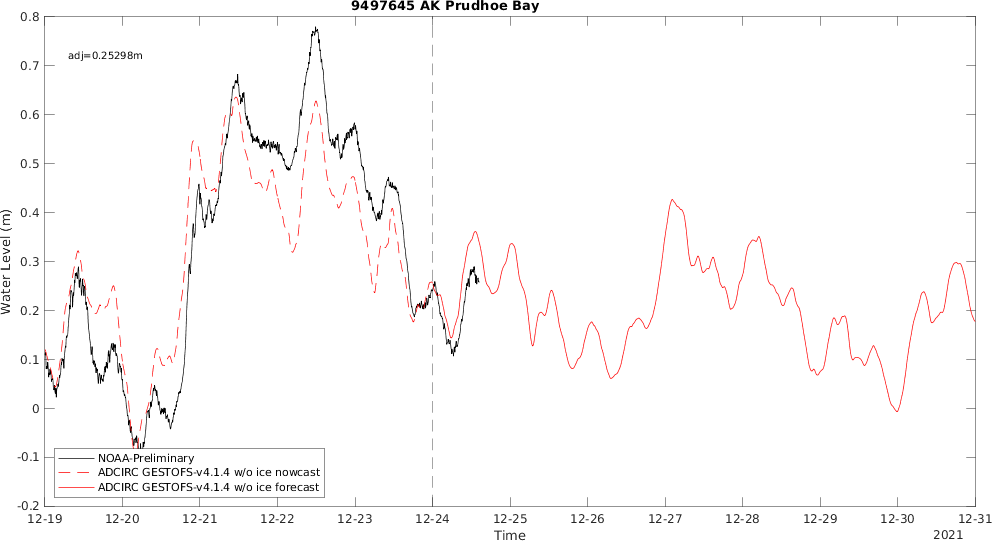 9497645 AK Prudhoe Bay
adj=0.25298m
Water Level (m)
0.8
0.7
0.6
0.5
0.4
0.3
0.2
0.1
0
-0.1
-0.2
NOAA-Preliminary
ADCIRC GESTOFS-v4.1.4 w/o ice nowcast
ADCIRC GESTOFS-v4.1.4 w/o ice forecast
12-19 12-20 12-21 12-22 12-23 12-24 12-25 12-26 12-27 12-28 12-29 12-30 12-31
Time
2021